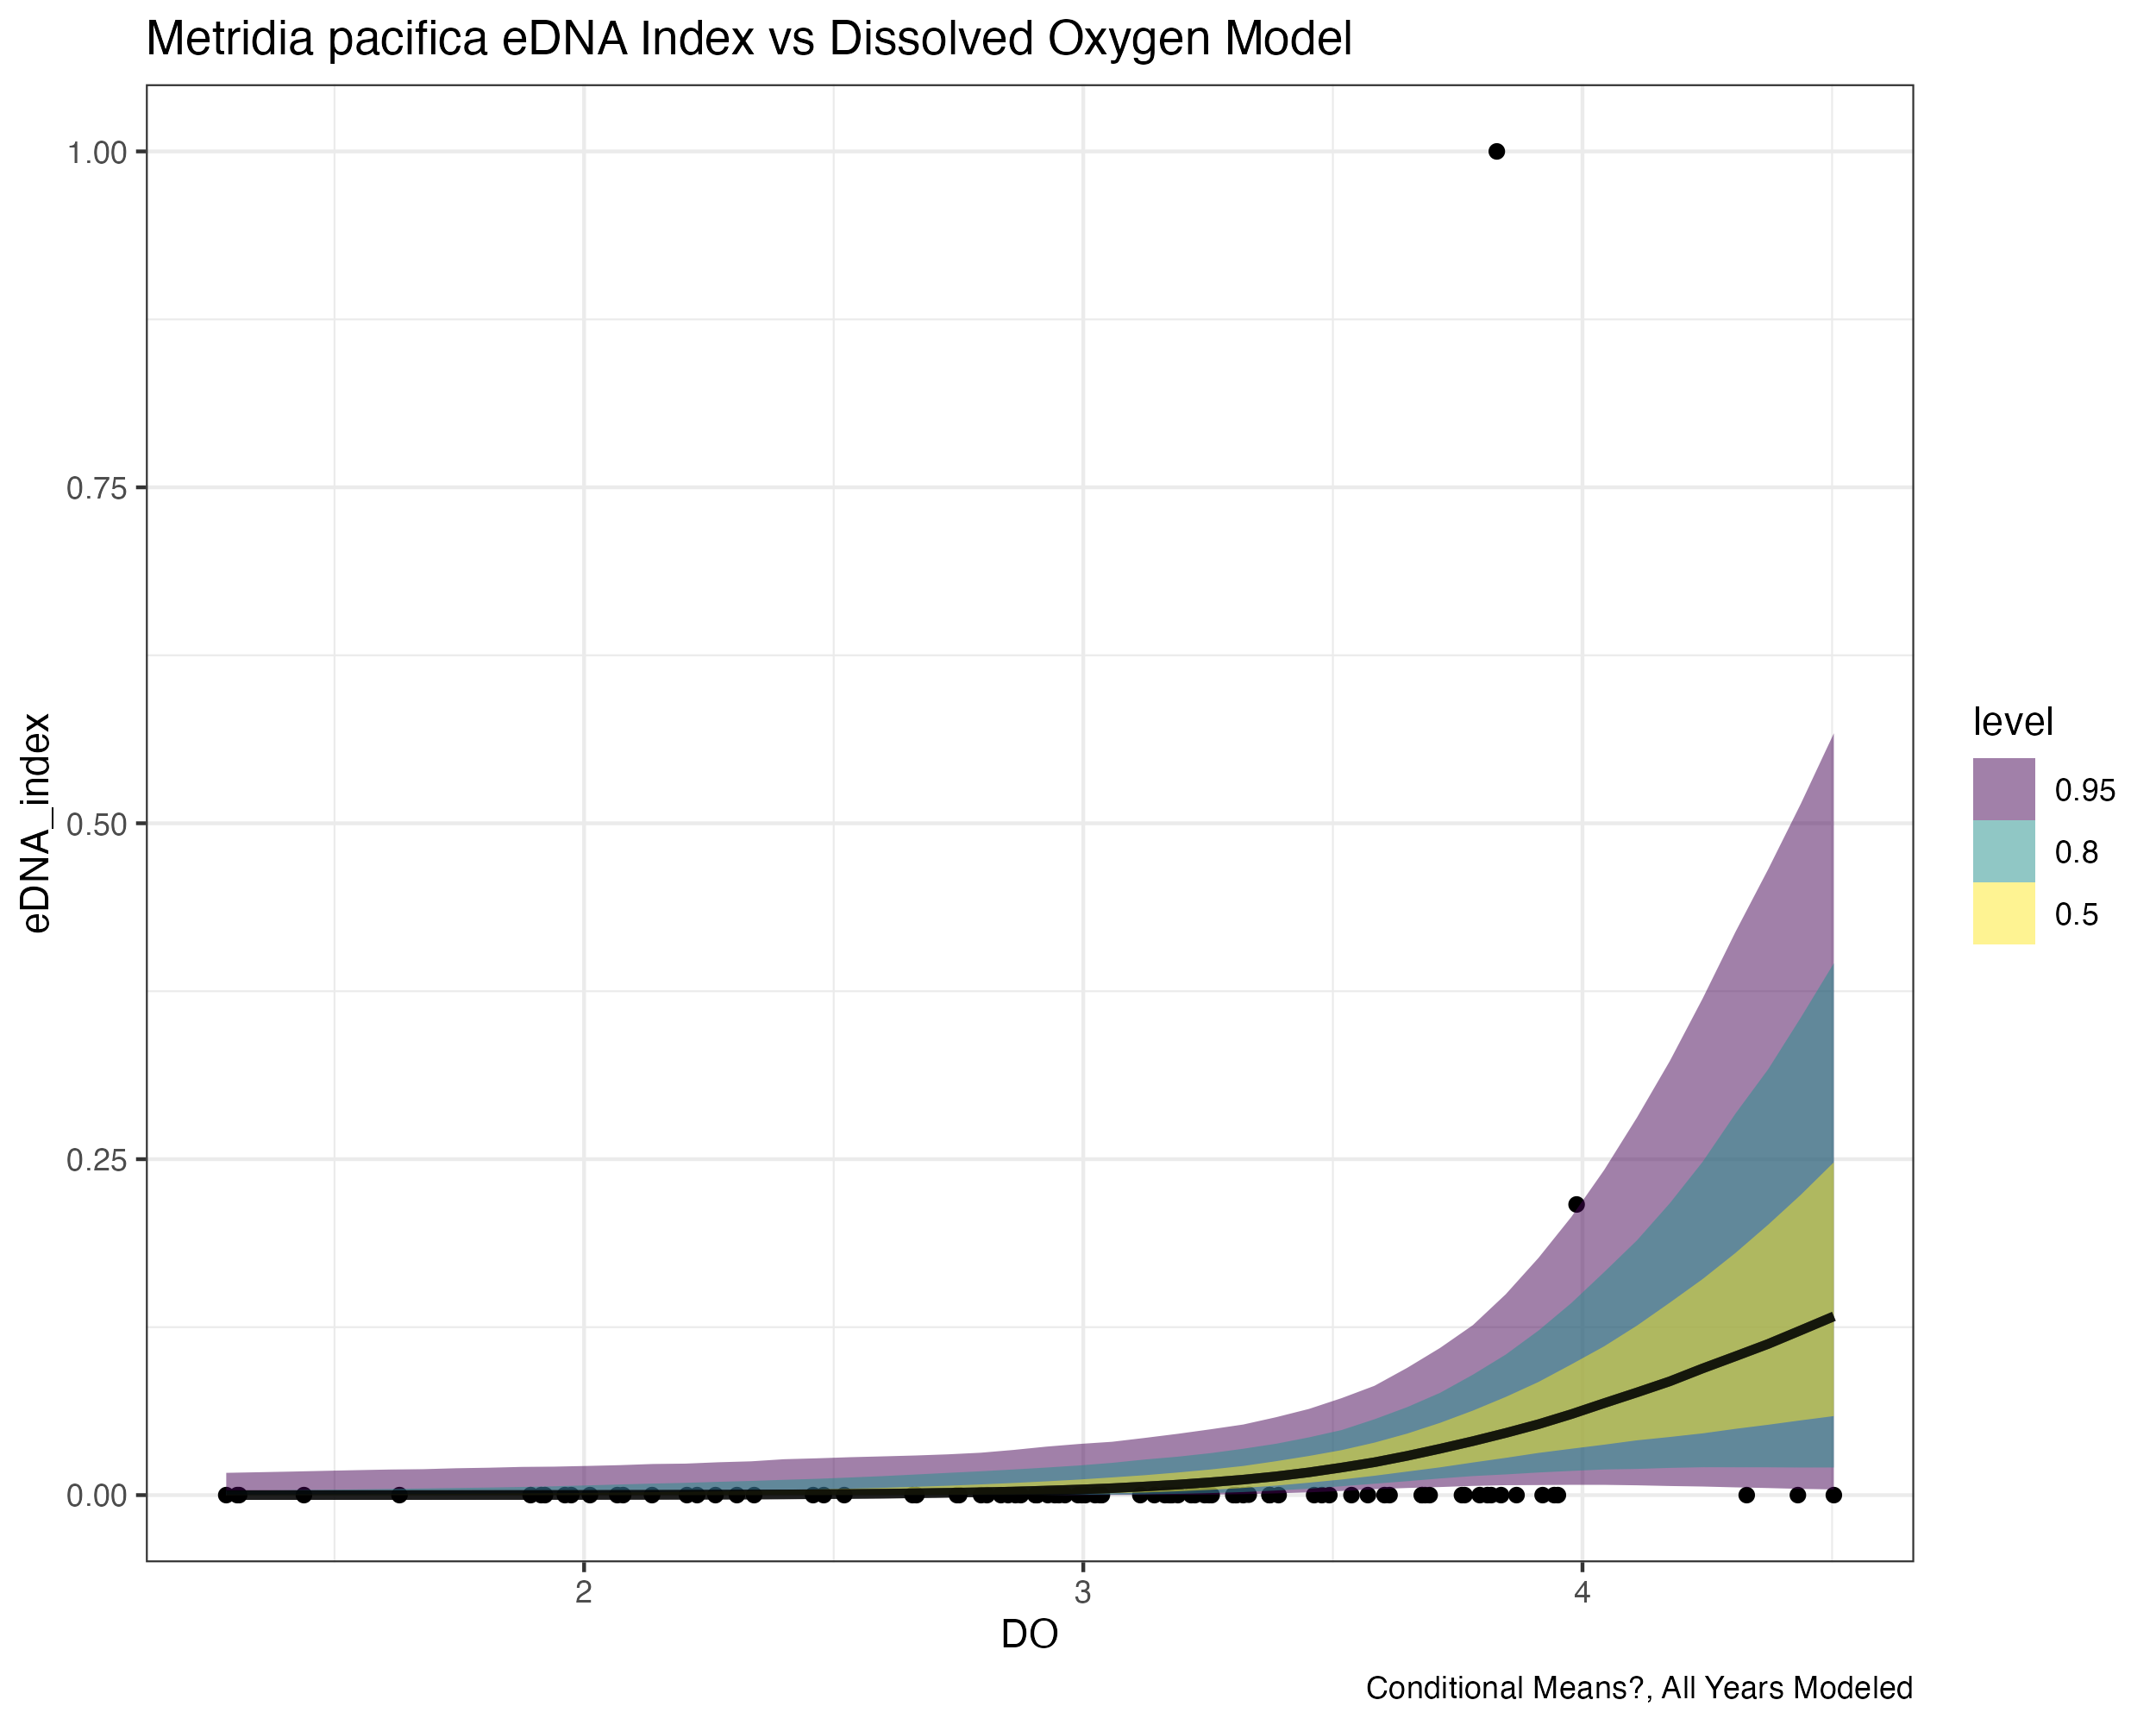 Metridia pacifica eDNA Index vs Dissolved Oxygen Model
1.00
0.75
0.50
0.25
0.00
eDNA_index
2 3 4
DO
level
0.95
0.8
0.5
Conditional Means?, All Years Modeled